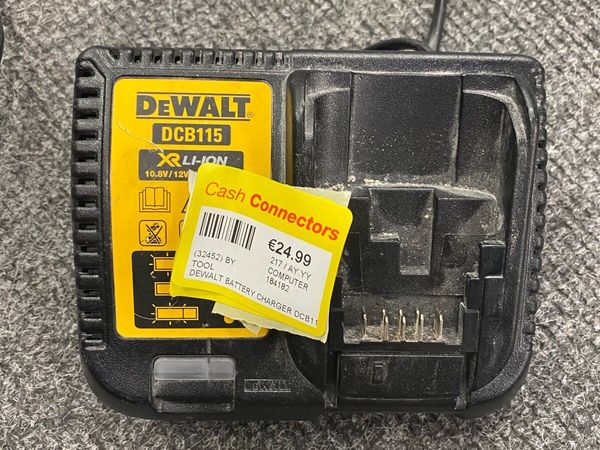 DEWALT
DCB115
XR LI-ION
10.8V/12V
Cash Connectors
€24.99
217 / AY.YY
(32452) BY COMPUTER
TOOL 184182
DEWALT BATTERY CHARGER DCB11
DEWALT